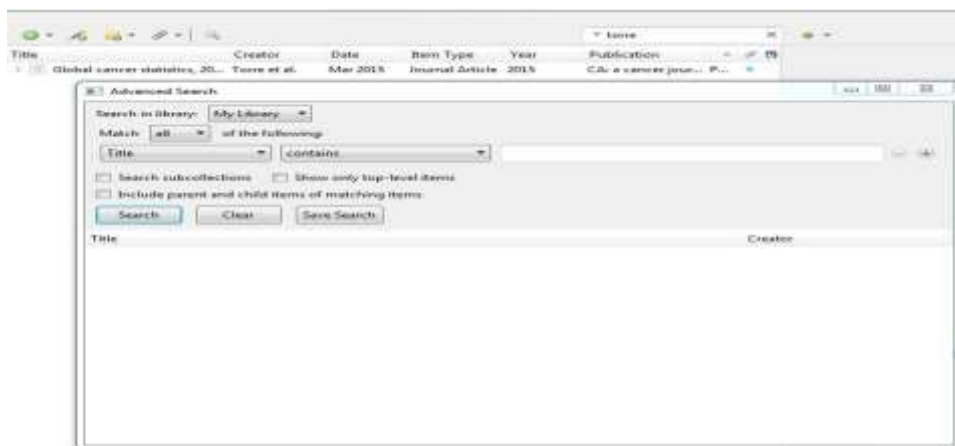 torre
Title Creator Date Item Type Year Publication
Global cancer statistics, 20... Torre et al. Mar 2015 Journal Article 2015 CA: a cancer jour... P...
Advanced Search
Search in library: My Library
Match all of the following:
Title contains
Search subcollections Show only top-level items
Include parent and child items of matching items
Search Clear Save Search
Title Creator